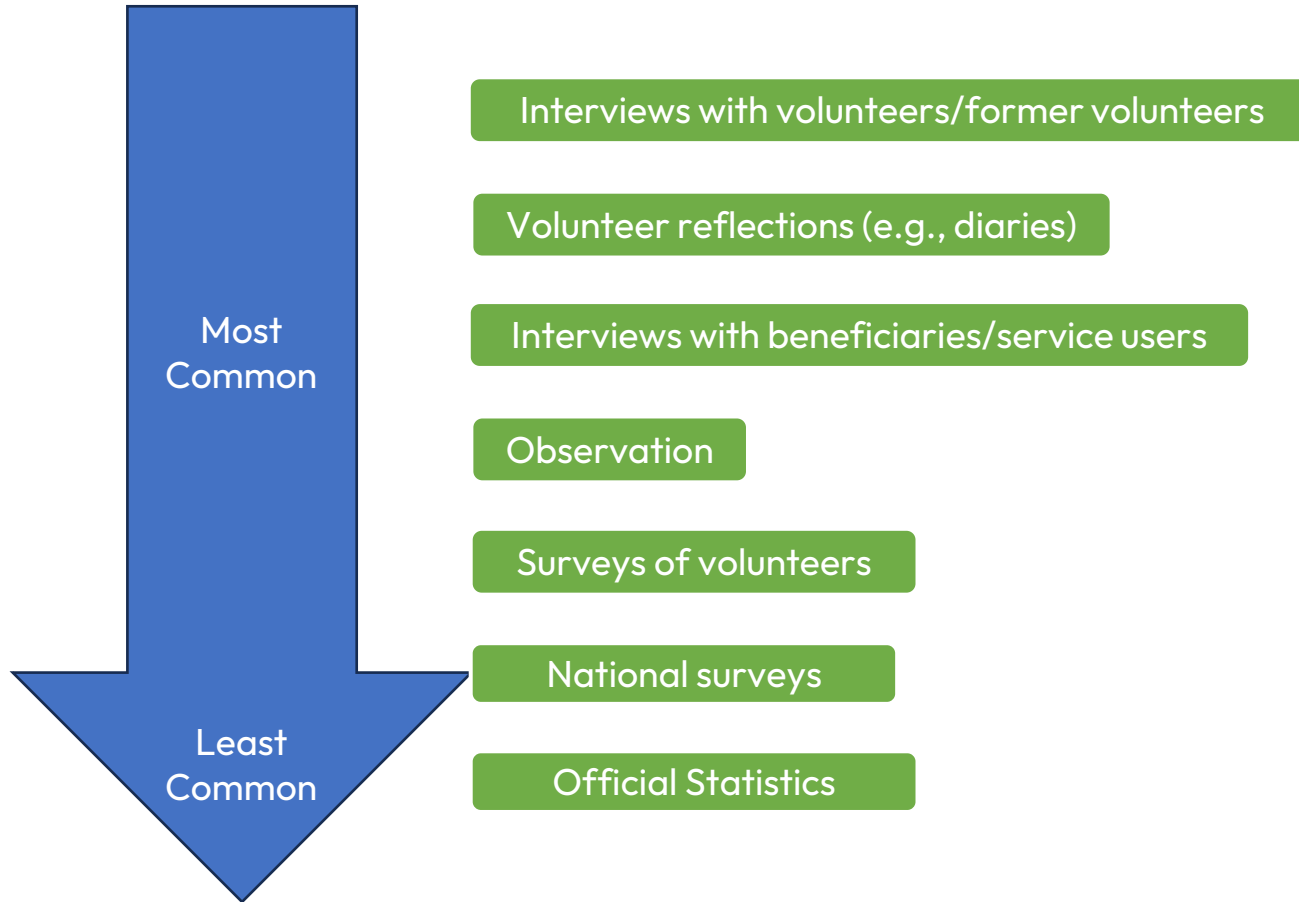 Interviews with volunteers/former volunteers
Volunteer reflections (e.g., diaries)
Most
Common
Interviews with beneficiaries/service users
Observation
Surveys of volunteers
National surveys
Least
Common
Official Statistics